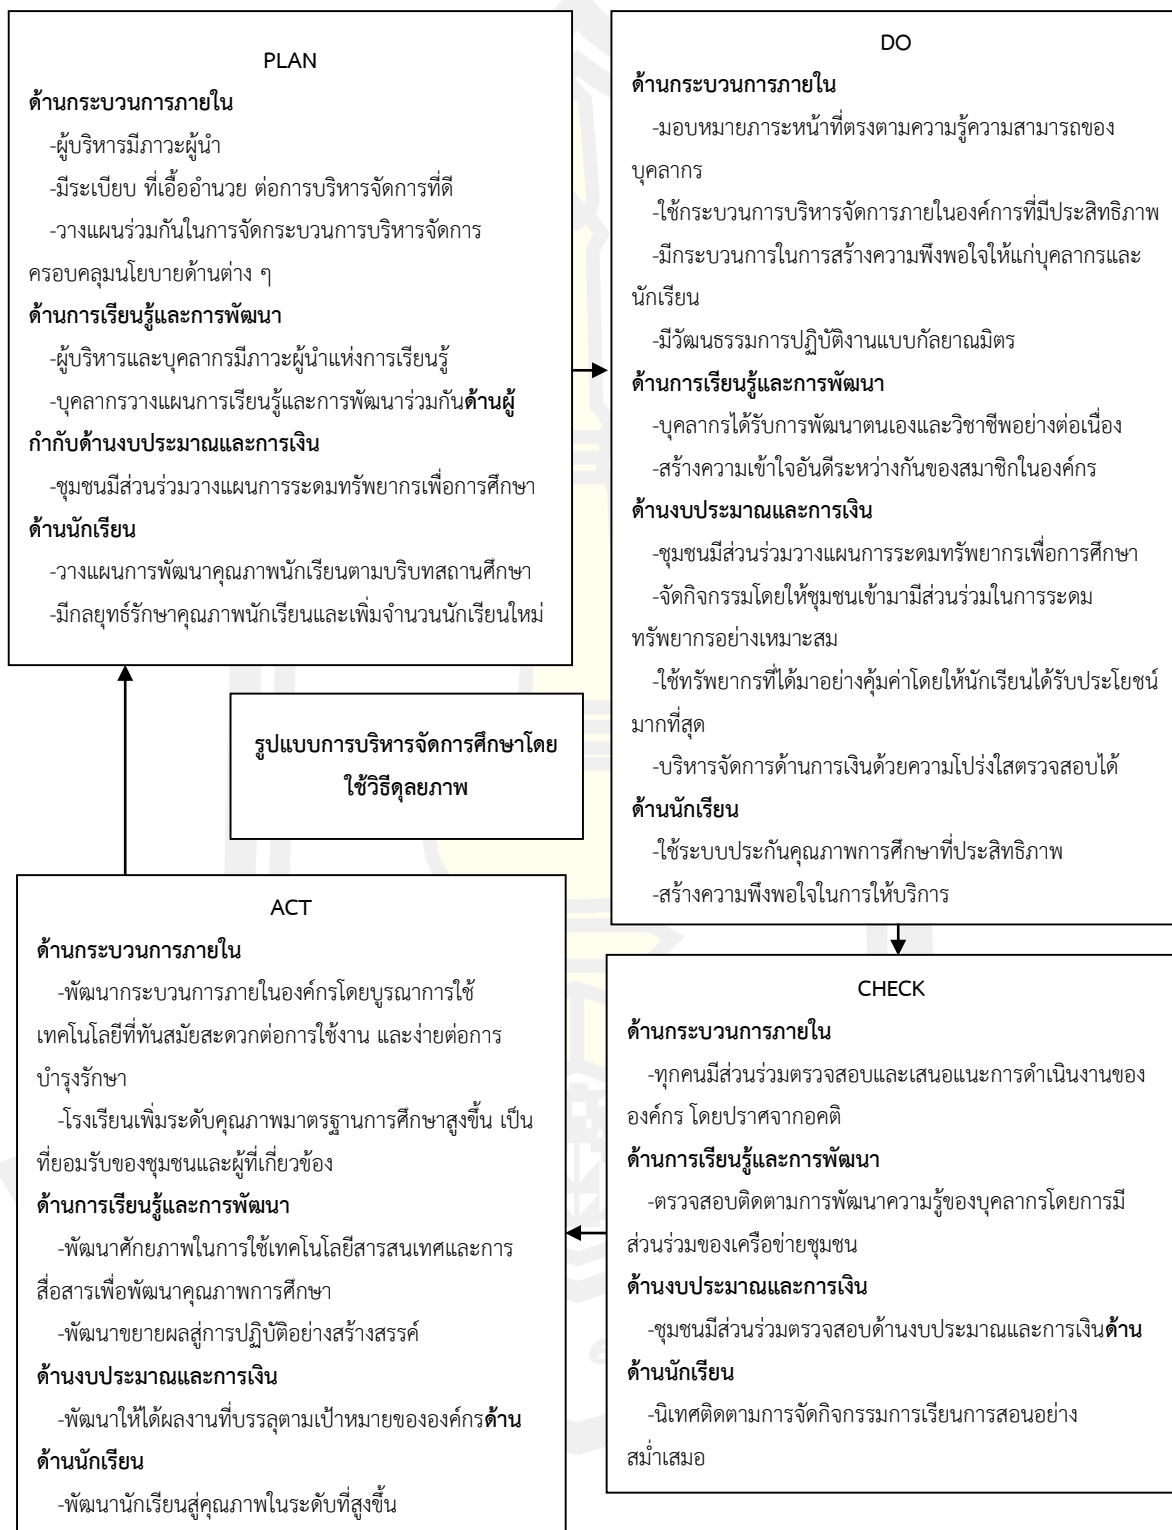 PLAN
ด้านกระบวนการภายใน
-ผู้บริหารมีภาวะผู้นำ
-มีระเบียบ ที่เอื้ออำนวย ต่อการบริหารจัดการที่ดี
-วางแผนร่วมกันในการจัดกระบวนการบริหารจัดการ
ครอบคลุมนโยบายด้านต่าง ๆ
ด้านการเรียนรู้และการพัฒนา
-ผู้บริหารและบุคลากรมีภาวะผู้นำแห่งการเรียนรู้
-บุคลากรวางแผนการเรียนรู้และการพัฒนาร่วมกันด้านผู้
กำกับด้านงบประมาณและการเงิน
-ชุมชนมีส่วนร่วมวางแผนการระดมทรัพยากรเพื่อการศึกษา
ด้านนักเรียน
-วางแผนการพัฒนาคุณภาพนักเรียนตามบริบทสถานศึกษา
-มีกลยุทธ์รักษาคุณภาพนักเรียนและเพิ่มจำนวนนักเรียนใหม่
DO
ด้านกระบวนการภายใน
-มอบหมายภาระหน้าที่ตรงตามความรู้ความสามารถของ
บุคลากร
-ใช้กระบวนการบริหารจัดการภายในองค์การที่มีประสิทธิภาพ
-มีกระบวนการในการสร้างความพึงพอใจให้แก่บุคลากรและ
นักเรียน
-มีวัฒนธรรมการปฏิบัติงานแบบกัลยาณมิตร
ด้านการเรียนรู้และการพัฒนา
-บุคลากรได้รับการพัฒนาตนเองและวิชาชีพอย่างต่อเนื่อง
-สร้างความเข้าใจอันดีระหว่างกันของสมาชิกในองค์กร
ด้านงบประมาณและการเงิน
-ชุมชนมีส่วนร่วมวางแผนการระดมทรัพยากรเพื่อการศึกษา
-จัดกิจกรรมโดยให้ชุมชนเข้ามามีส่วนร่วมในการระดม
ทรัพยากรอย่างเหมาะสม
-ใช้ทรัพยากรที่ได้มาอย่างคุ้มค่าโดยให้นักเรียนได้รับประโยชน์
มากที่สุด
-บริหารจัดการด้านการเงินด้วยความโปร่งใสตรวจสอบได้
ด้านนักเรียน
-ใช้ระบบประกันคุณภาพการศึกษาที่ประสิทธิภาพ
-สร้างความพึงพอใจในการให้บริการ
รูปแบบการบริหารจัดการศึกษาโดย
ใช้วิธีดุลยภาพ
ACT
ด้านกระบวนการภายใน
-พัฒนากระบวนการภายในองค์กรโดยบูรณาการใช้
เทคโนโลยีที่ทันสมัยสะดวกต่อการใช้งาน และง่ายต่อการ
บำรุงรักษา
-โรงเรียนเพิ่มระดับคุณภาพมาตรฐานการศึกษาสูงขึ้น เป็น
ที่ยอมรับของชุมชนและผู้ที่เกี่ยวข้อง
ด้านการเรียนรู้และการพัฒนา
-พัฒนาศักยภาพในการใช้เทคโนโลยีสารสนเทศและการ
สื่อสารเพื่อพัฒนาคุณภาพการศึกษา
-พัฒนาขยายผลสู่การปฏิบัติอย่างสร้างสรรค์
ด้านงบประมาณและการเงิน
-พัฒนาให้ได้ผลงานที่บรรลุตามเป้าหมายขององค์กรด้าน
ด้านนักเรียน
-พัฒนานักเรียนสู่คุณภาพในระดับที่สูงขึ้น
CHECK
ด้านกระบวนการภายใน
-ทุกคนมีส่วนร่วมตรวจสอบและเสนอแนะการดำเนินงานของ
องค์กร โดยปราศจากอคติ
ด้านการเรียนรู้และการพัฒนา
-ตรวจสอบติดตามการพัฒนาความรู้ของบุคลากรโดยการมี
ส่วนร่วมของเครือข่ายชุมชน
ด้านงบประมาณและการเงิน
-ชุมชนมีส่วนร่วมตรวจสอบด้านงบประมาณและการเงินด้าน
ด้านนักเรียน
-นิเทศติดตามการจัดกิจกรรมการเรียนการสอนอย่าง
สม่ำเสมอ